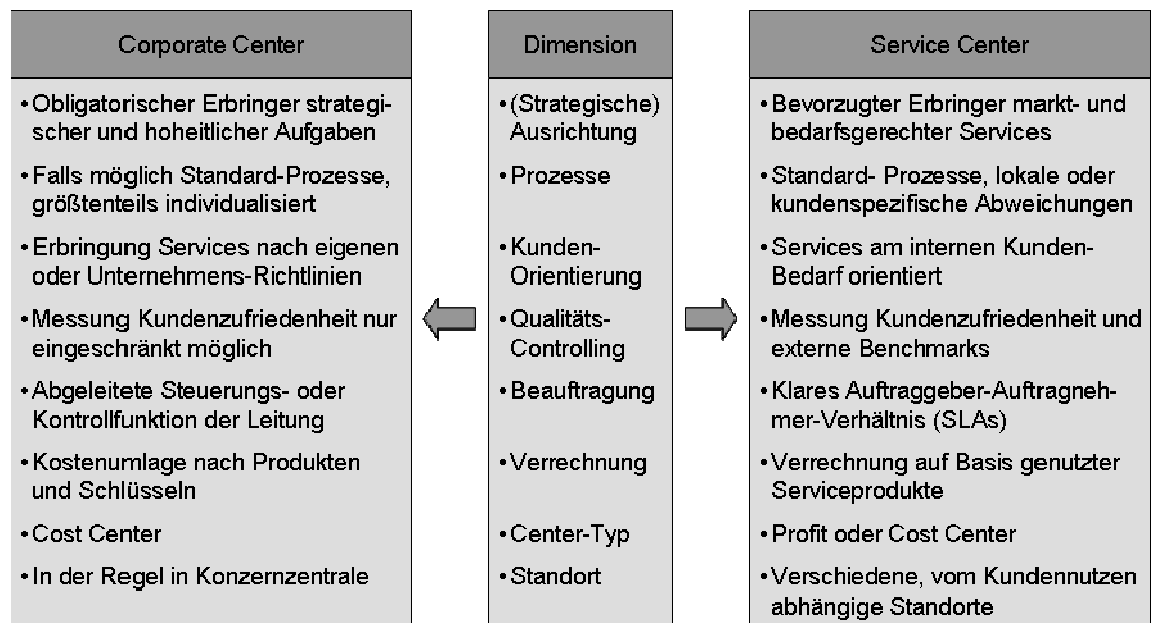 Corporate Center
• Obligatorischer Erbringer strategi-
scher und hoheitlicher Aufgaben
• Falls möglich Standard-Prozesse,
größtenteils individualisiert
• Erbringung Services nach eigenen
oder Unternehmens-Richtlinien
• Messung Kundenzufriedenheit nur
eingeschränkt möglich
• Abgeleitete Steuerungs- oder
Kontrollfunktion der Leitung
• Kostenumlage nach Produkten
und Schlüsseln
• Cost Center
• In der Regel in Konzernzentrale
Dimension
• (Strategische)
Ausrichtung
• Prozesse
• Kunden-
Orientierung
• Qualitäts-
Controlling
• Beauftragung
• Verrechnung
• Center-Typ
• Standort
Service Center
• Bevorzugter Erbringer markt- und
bedarfsgerechter Services
• Standard- Prozesse, lokale oder
kundenspezifische Abweichungen
• Services am internen Kunden-
Bedarf orientiert
• Messung Kundenzufriedenheit und
externe Benchmarks
• Klares Auftraggeber-Auftragneh-
mer-Verhältnis (SLAs)
• Verrechnung auf Basis genutzter
Serviceprodukte
• Profit oder Cost Center
• Verschiedene, vom Kundennutzen
abhängige Standorte